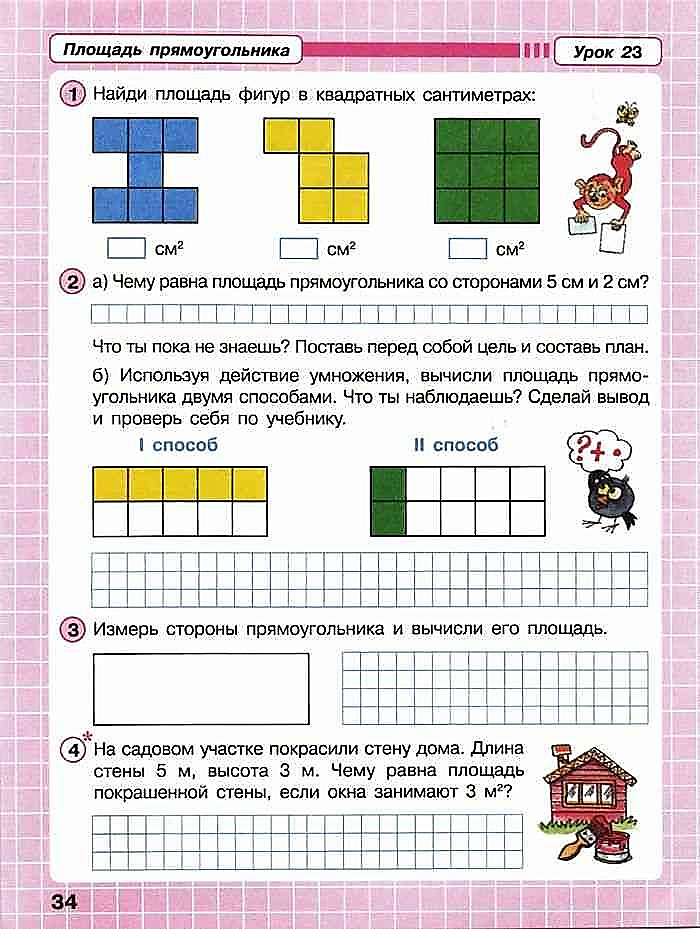 Площадь прямоугольника
Урок 23
1 Найди площадь фигур в квадратных сантиметрах:
см² см² см²
2 а) Чему равна площадь прямоугольника со сторонами 5 см и 2 см?
Что ты пока не знаешь? Поставь перед собой цель и составь план.
б) Используя действие умножения, вычисли площадь прямо-
угольника двумя способами. Что ты наблюдаешь? Сделай вывод
и проверь себя по учебнику.
I способ II способ
?+•
3 Измерь стороны прямоугольника и вычисли его площадь.
4* На садовом участке покрасили стену дома. Длина
стены 5 м, высота 3 м. Чему равна площадь
покрашенной стены, если окна занимают 3 м²?
34